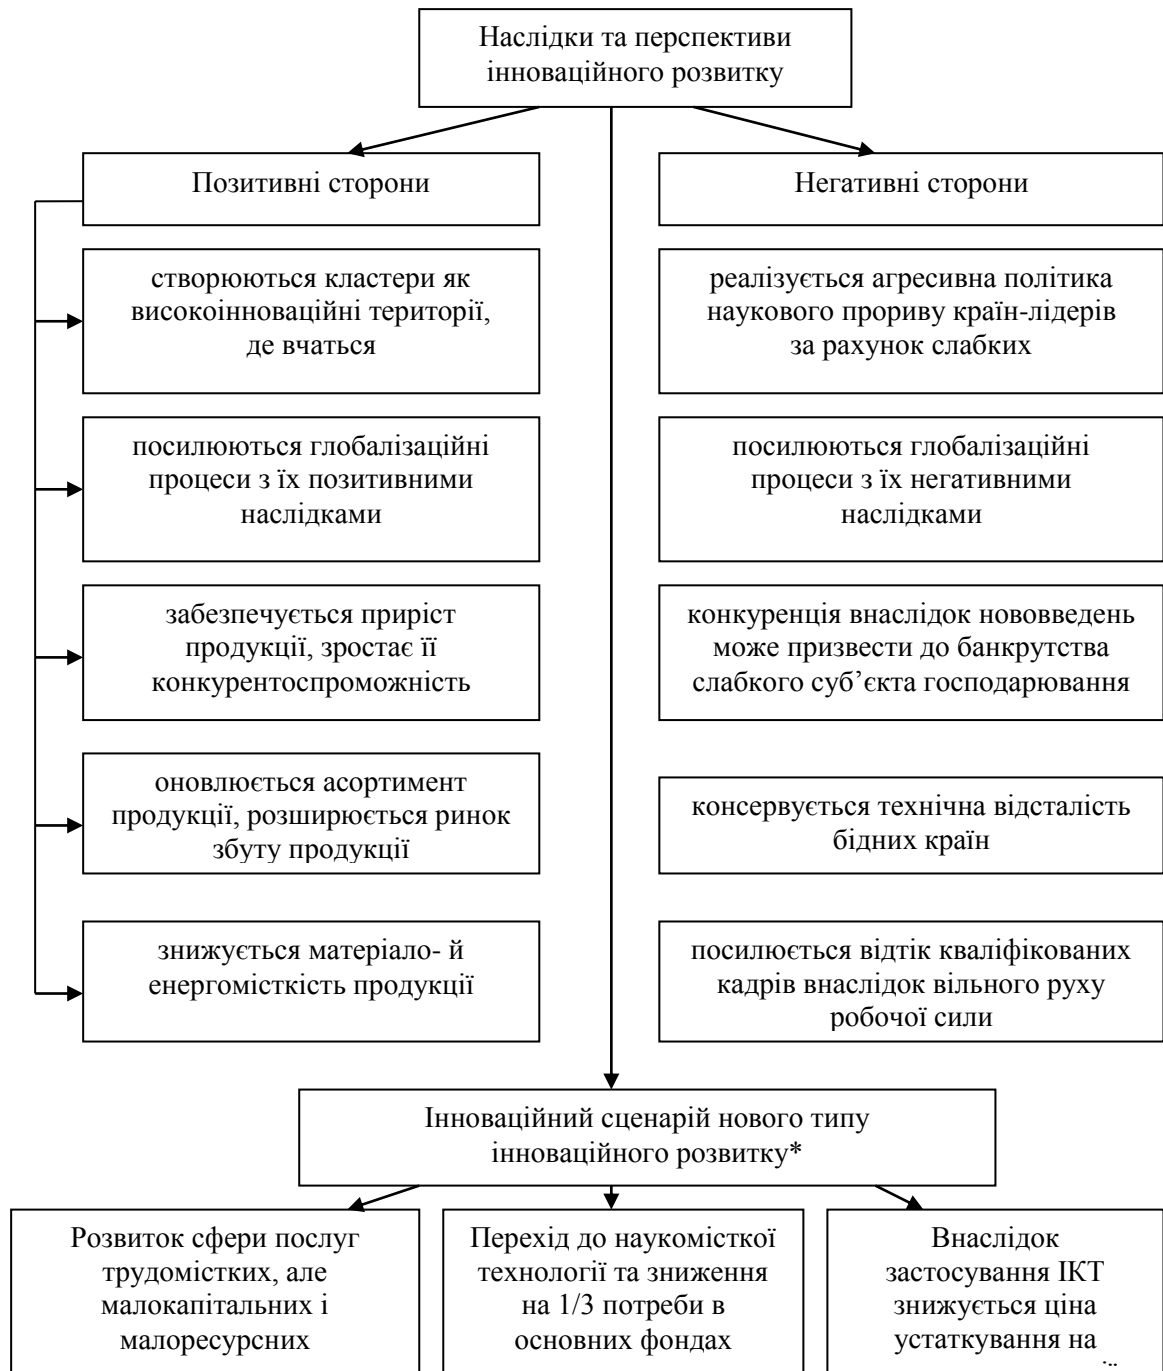 Наслідки та перспективи
інноваційного розвитку
Позитивні сторони
Негативні сторони
створюються кластери як
високоінноваційні території,
де вчаться
реалізується агресивна політика
наукового прориву країн-лідерів
за рахунок слабких
посилюються глобалізаційні
процеси з їх позитивними
наслідками
посилюються глобалізаційні
процеси з їх негативними
наслідками
забезпечується приріст
продукції, зростає її
конкурентоспроможність
конкуренція внаслідок нововведень
може призвести до банкрутства
слабкого суб’єкта господарювання
оновлюється асортимент
продукції, розширюється ринок
збуту продукції
консервується технічна відсталість
бідних країн
знижується матеріало- й
енергомісткість продукції
посилюється відтік кваліфікованих
кадрів внаслідок вільного руху
робочої сили
Інноваційний сценарій нового типу
інноваційного розвитку*
Розвиток сфери послуг
трудомістких, але
малокапітальних і
малоресурсних
Перехід до наукомісткої
технології та зниження
на 1/3 потреби в
основних фондах
Внаслідок
застосування ІКТ
знижується ціна
устаткування на